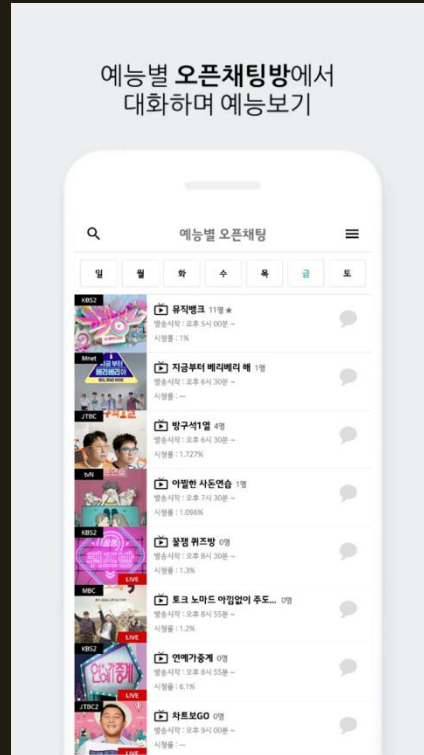 예능별 오픈채팅방에서
대화하며 예능보기
예능별 오픈채팅
일 월 화 수 목 금 토
KBS2
뮤직뱅크 11명 ★
방송시작 : 오후 5시 00분 ~
시청률 : 1%
Mnet
지금부터 베리베리 해 1명
방송시작 : 오후 6시 30분 ~
시청률 : —
JTBC
방구석1열 4명
방송시작 : 오후 6시 30분 ~
시청률 : 1.727%
tvN
아찔한 사돈연습 1명
방송시작 : 오후 7시 30분 ~
시청률 : 1.096%
KBS2
꿀잼 퀴즈방 0명
방송시작 : 오후 8시 30분 ~
시청률 : 1.3%
LIVE
MBC
토크 노마드 아낌없이 주도... 0명
방송시작 : 오후 8시 55분 ~
시청률 : 1.2%
LIVE
KBS2
연예가중계
연예가중계 0명
방송시작 : 오후 8시 55분 ~
시청률 : 6.1%
LIVE
JTBC2
차트보GO 0명
방송시작 : 오후 9시 00분 ~
시청률 : —
LIVE